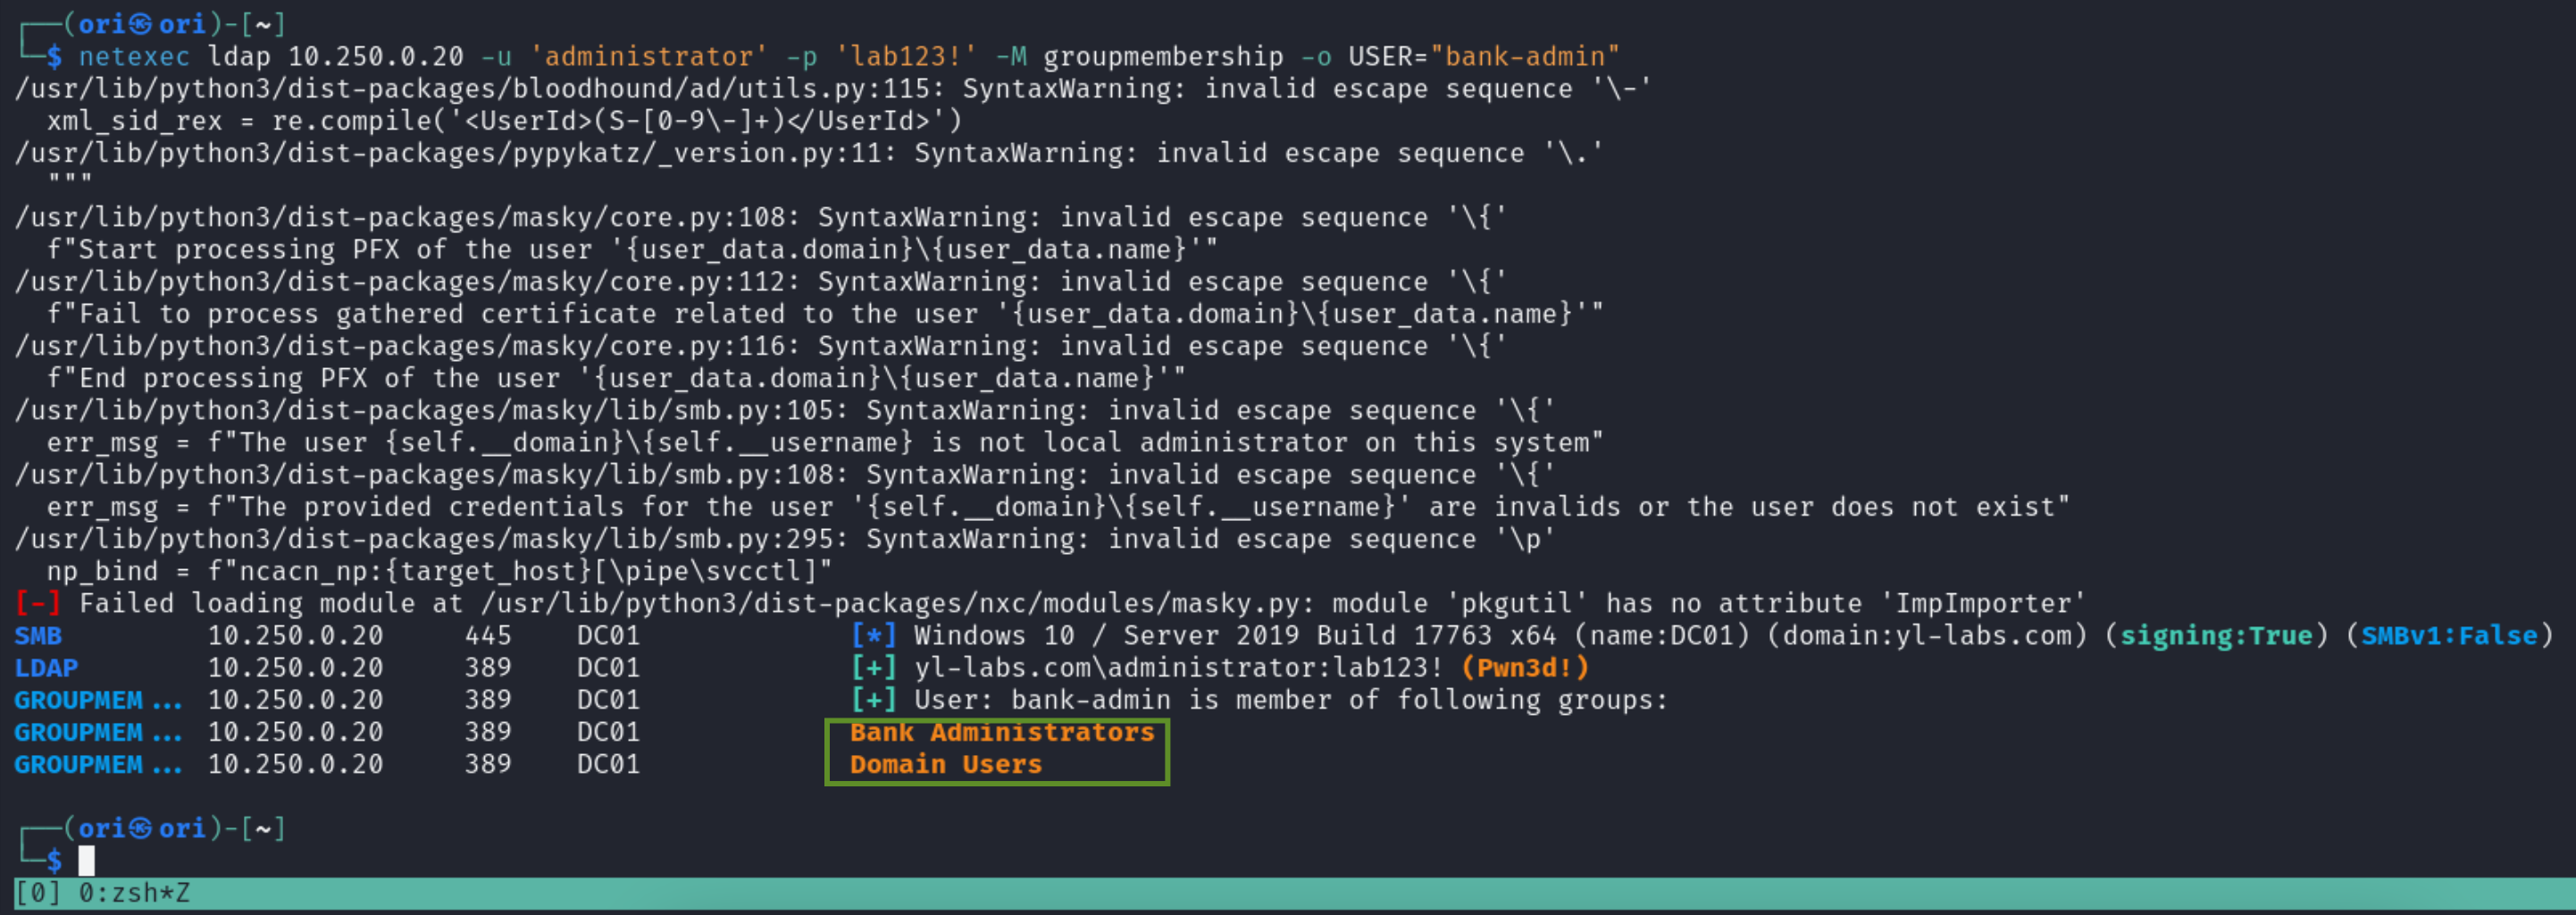 ┌──(ori㉿ori)-[~]
└─$ netexec ldap 10.250.0.20 -u 'administrator' -p 'lab123!' -M groupmembership -o USER="bank-admin"
/usr/lib/python3/dist-packages/bloodhound/ad/utils.py:115: SyntaxWarning: invalid escape sequence '\-'
  xml_sid_rex = re.compile('<UserId>(S-[0-9\-]+)</UserId>')
/usr/lib/python3/dist-packages/pypykatz/_version.py:11: SyntaxWarning: invalid escape sequence '\.'
  """
/usr/lib/python3/dist-packages/masky/core.py:108: SyntaxWarning: invalid escape sequence '\{'
  f"Start processing PFX of the user '{user_data.domain}\{user_data.name}'"
/usr/lib/python3/dist-packages/masky/core.py:112: SyntaxWarning: invalid escape sequence '\{'
  f"Fail to process gathered certificate related to the user '{user_data.domain}\{user_data.name}'"
/usr/lib/python3/dist-packages/masky/core.py:116: SyntaxWarning: invalid escape sequence '\{'
  f"End processing PFX of the user '{user_data.domain}\{user_data.name}'"
/usr/lib/python3/dist-packages/masky/lib/smb.py:105: SyntaxWarning: invalid escape sequence '\{'
  err_msg = f"The user {self.__domain}\{self.__username} is not local administrator on this system"
/usr/lib/python3/dist-packages/masky/lib/smb.py:108: SyntaxWarning: invalid escape sequence '\{'
  err_msg = f"The provided credentials for the user '{self.__domain}\{self.__username}' are invalids or the user does not exist"
/usr/lib/python3/dist-packages/masky/lib/smb.py:295: SyntaxWarning: invalid escape sequence '\p'
  np_bind = f"ncacn_np:{target_host}[\pipe\svcctl]"
[-] Failed loading module at /usr/lib/python3/dist-packages/nxc/modules/masky.py: module 'pkgutil' has no attribute 'ImpImporter'
SMB         10.250.0.20     445    DC01             [*] Windows 10 / Server 2019 Build 17763 x64 (name:DC01) (domain:yl-labs.com) (signing:True) (SMBv1:False)
LDAP        10.250.0.20     389    DC01             [+] yl-labs.com\administrator:lab123! (Pwn3d!)
GROUPMEM... 10.250.0.20     389    DC01             [+] User: bank-admin is member of following groups:
GROUPMEM... 10.250.0.20     389    DC01             Bank Administrators
GROUPMEM... 10.250.0.20     389    DC01             Domain Users
┌──(ori㉿ori)-[~]
└─$
[0] 0:zsh*Z